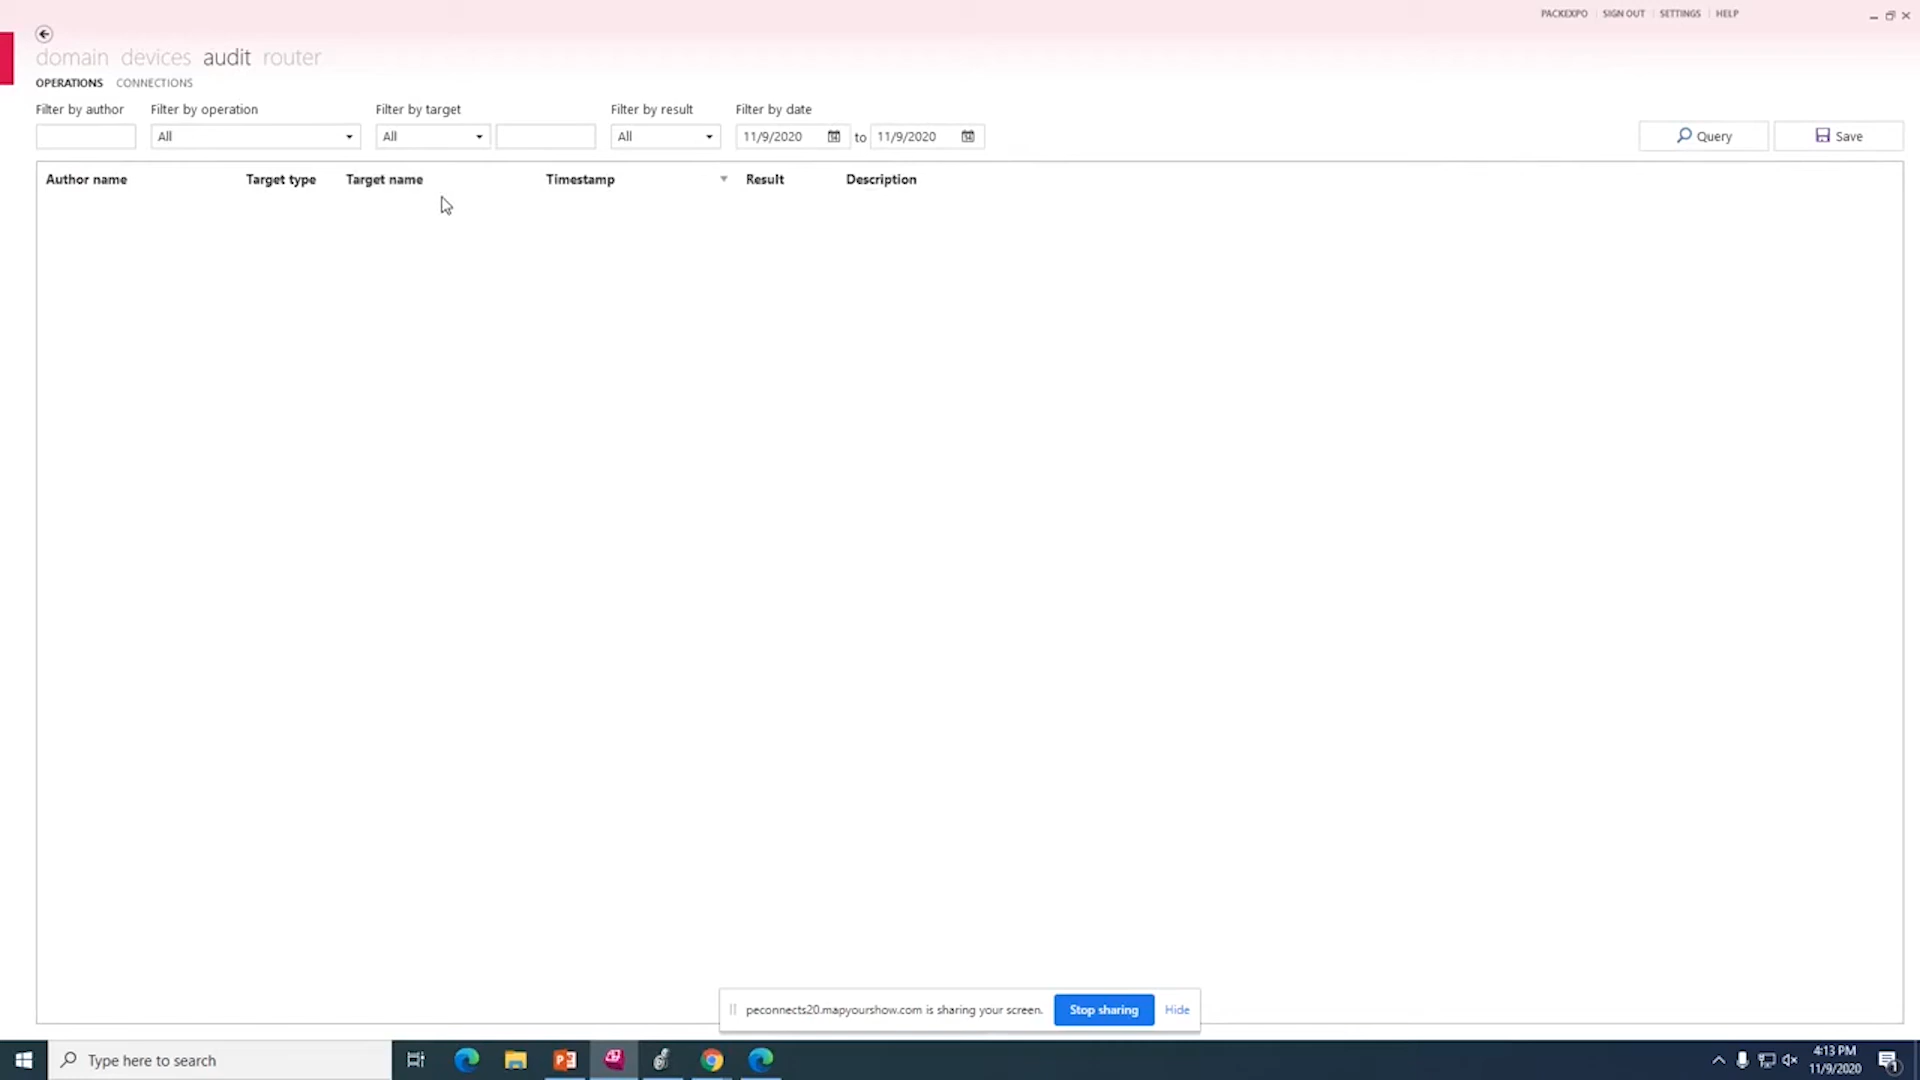 PACKEXPO SIGN OUT SETTINGS HELP
domain devices audit router
OPERATIONS CONNECTIONS
Filter by author Filter by operation Filter by target Filter by result Filter by date
All All All 11/9/2020 to 11/9/2020 Query Save
Author name Target type Target name Timestamp Result Description
peconnects20.mapyourshow.com is sharing your screen. Stop sharing Hide
Type here to search
4:13 PM
11/9/2020
1